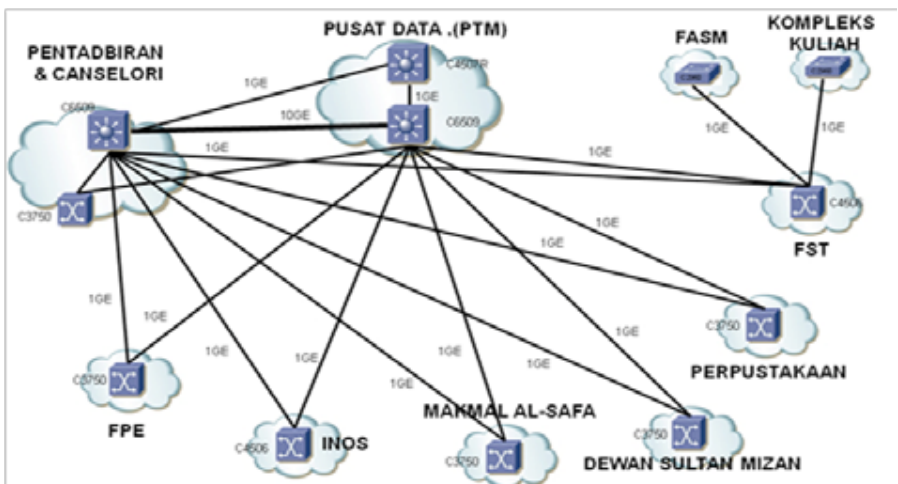 PUSAT DATA .(PTM)
FASM
KOMPLEKS
KULIAH
PENTADBIRAN
& CANSELORI
1GE
C4507R
1GE
C6509
10GE
C6509
1GE
1GE
1GE
1GE
C3750
C4506
FST
1GE
1GE
1GE
1GE
1GE
C3750
1GE
1GE
1GE
1GE
PERPUSTAKAAN
C3750
1GE
1GE
FPE
MAKMAL AL-SAFA
C4506
INOS
C3750
C3750
DEWAN SULTAN MIZAN